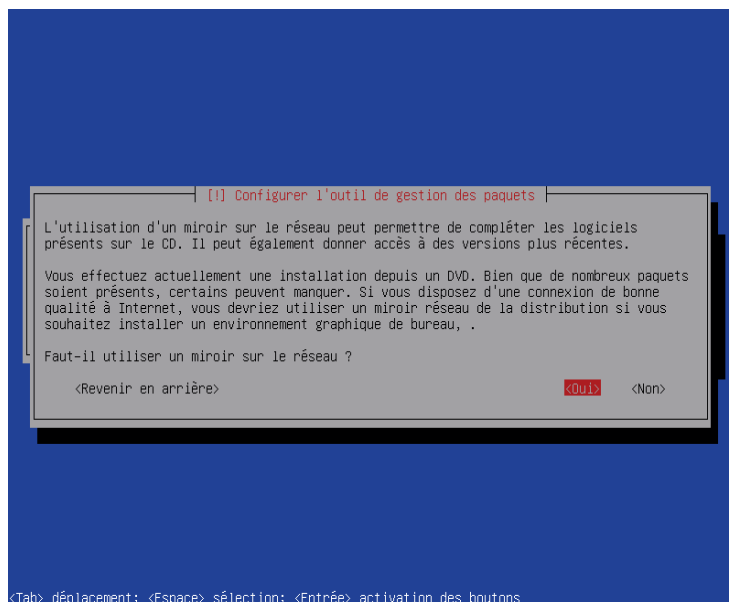 [!] Configurer l'outil de gestion des paquets
L'utilisation d'un miroir sur le réseau peut permettre de compléter les logiciels
présents sur le CD. Il peut également donner accès à des versions plus récentes.
Vous effectuez actuellement une installation depuis un DVD. Bien que de nombreux paquets
soient présents, certains peuvent manquer. Si vous disposez d'une connexion de bonne
qualité à Internet, vous devriez utiliser un miroir réseau de la distribution si vous
souhaitez installer un environnement graphique de bureau, .
Faut-il utiliser un miroir sur le réseau ?
<Revenir en arrière> <Oui> <Non>
<Tab> déplacement; <Espace> sélection; <Entrée> activation des boutons